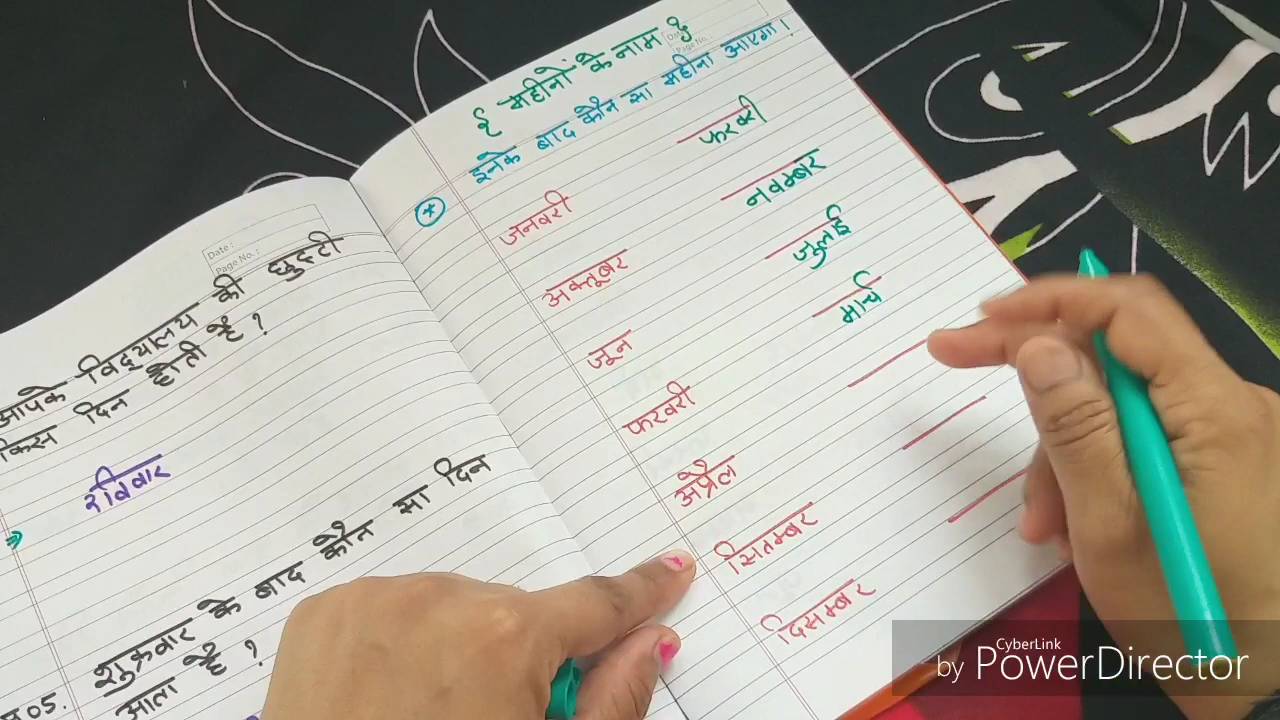 Date :
Page No. :
आपके विद्यालय की छुट्टी
किस दिन होती है ?
रविवार
05.
शुक्रवार के बाद कौन सा दिन
आता है ?
Page No.
ई महीनों के नाम ई
* इनके बाद कौन सा महीना आएगा।
जनवरी फरवरी
अक्तूबर नवम्बर
जून जुलाई
फरवरी मार्च
अप्रैल
सितम्बर
दिसम्बर
CyberLink
by PowerDirector